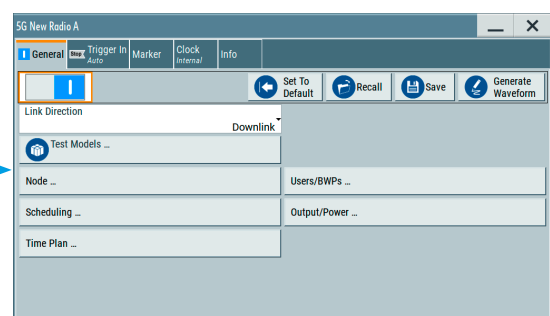 5G New Radio A
General
Stop
Trigger In
Auto
Marker
Clock
Internal
Info
Set To
Default
Recall
Save
Generate
Waveform
Link Direction
Downlink
Test Models ...
Node ...
Users/BWPs ...
Scheduling ...
Output/Power ...
Time Plan ...